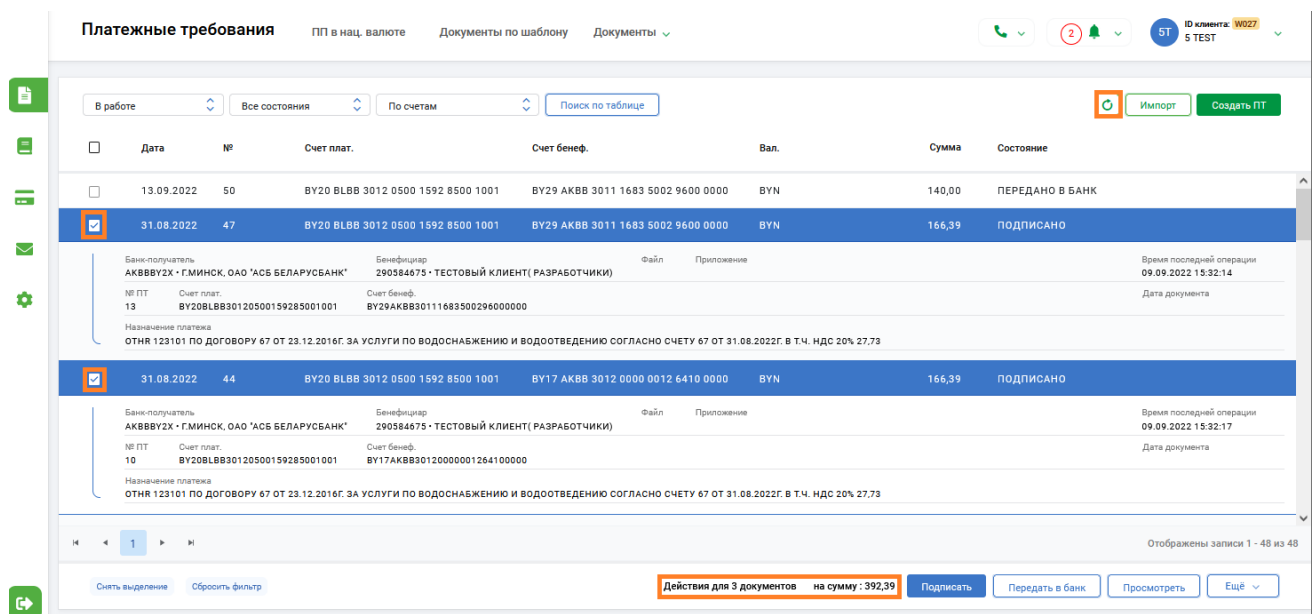 Платежные требования ПП в нац. валюте Документы по шаблону Документы 2 5T ID клиента: W027
5 TEST
В работе Все состояния По счетам Поиск по таблице Импорт Создать ПТ
Дата № Счет плат. Счет бенеф. Вал. Сумма Состояние
13.09.2022 50 BY20 BLBB 3012 0500 1592 8500 1001 BY29 AKBB 3011 1683 5002 9600 0000 BYN 140,00 ПЕРЕДАНО В БАНК
31.08.2022 47 BY20 BLBB 3012 0500 1592 8500 1001 BY29 AKBB 3011 1683 5002 9600 0000 BYN 166,39 ПОДПИСАНО
Банк-получатель Бенефициар Файл Приложение Время последней операции
AKBBBY2X • Г.МИНСК, ОАО "АСБ БЕЛАРУСБАНК" 290584675 • ТЕСТОВЫЙ КЛИЕНТ( РАЗРАБОТЧИКИ) 09.09.2022 15:32:14
№ ПТ Счет плат. Счет бенеф. Дата документа
13 BY20BLBB30120500159285001001 BY29AKBB30111683500296000000
Назначение платежа
ОТНR 123101 ПО ДОГОВОРУ 67 ОТ 23.12.2016Г. ЗА УСЛУГИ ПО ВОДОСНАБЖЕНИЮ И ВОДООТВЕДЕНИЮ СОГЛАСНО СЧЕТУ 67 ОТ 31.08.2022Г. В Т.Ч. НДС 20% 27,73
31.08.2022 44 BY20 BLBB 3012 0500 1592 8500 1001 BY17 AKBB 3012 0000 0012 6410 0000 BYN 166,39 ПОДПИСАНО
Банк-получатель Бенефициар Файл Приложение Время последней операции
AKBBBY2X • Г.МИНСК, ОАО "АСБ БЕЛАРУСБАНК" 290584675 • ТЕСТОВЫЙ КЛИЕНТ( РАЗРАБОТЧИКИ) 09.09.2022 15:32:17
№ ПТ Счет плат. Счет бенеф. Дата документа
10 BY20BLBB30120500159285001001 BY17AKBB30120000001264100000
Назначение платежа
ОТНR 123101 ПО ДОГОВОРУ 67 ОТ 23.12.2016Г. ЗА УСЛУГИ ПО ВОДОСНАБЖЕНИЮ И ВОДООТВЕДЕНИЮ СОГЛАСНО СЧЕТУ 67 ОТ 31.08.2022Г. В Т.Ч. НДС 20% 27,73
1 Отображены записи 1 - 48 из 48
Снять выделение Сбросить фильтр Действия для 3 документов на сумму : 392,39 Подписать Передать в банк Просмотреть Ещё